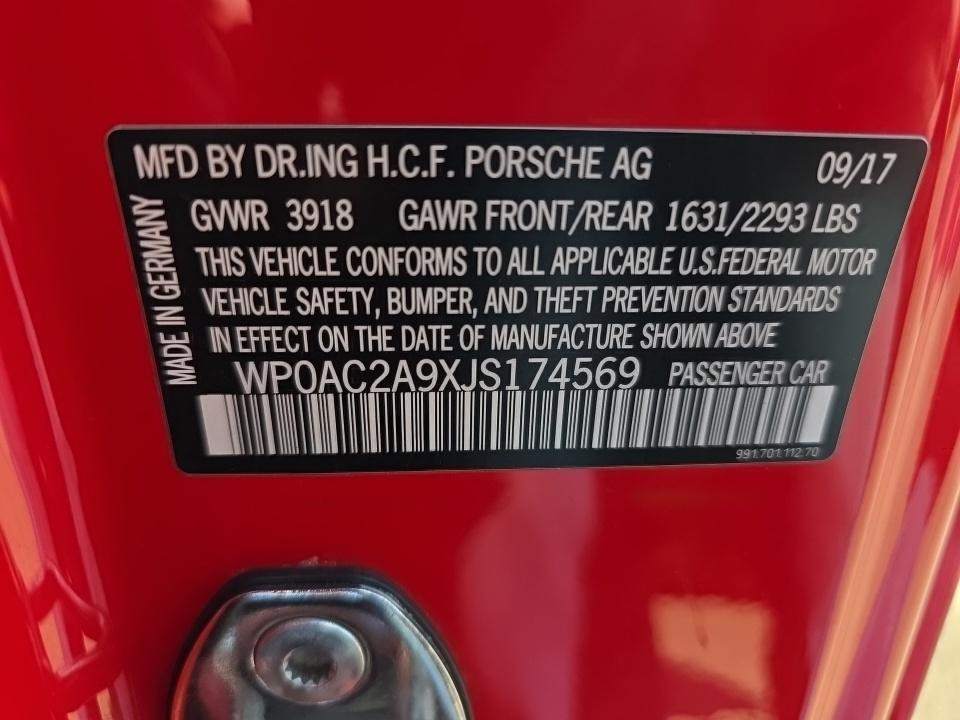 MFD BY DR.ING H.C.F. PORSCHE AG 09/17
GVWR 3918 GAWR FRONT/REAR 1631/2293 LBS
THIS VEHICLE CONFORMS TO ALL APPLICABLE U.S.FEDERAL MOTOR
VEHICLE SAFETY, BUMPER, AND THEFT PREVENTION STANDARDS
IN EFFECT ON THE DATE OF MANUFACTURE SHOWN ABOVE
WP0AC2A9XJS174569 PASSENGER CAR
991.701.112.70
MADE IN GERMANY